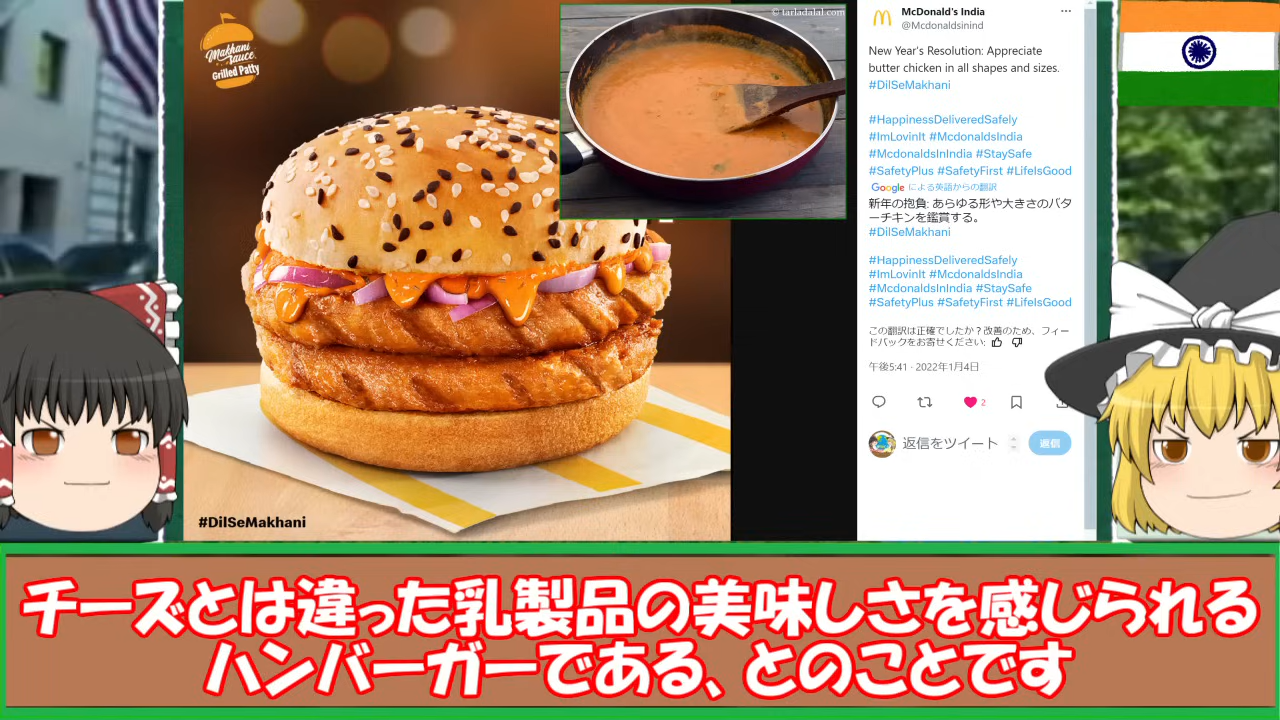 Makhani
sauce
Grilled Patty
#DilSeMakhani
© tarladalal.com
McDonald's India
@Mcdonaldsinind
New Year's Resolution: Appreciate
butter chicken in all shapes and sizes.
#DilSeMakhani
#HappinessDeliveredSafely
#ImLovinIt #McdonaldsIndia
#McdonaldsInIndia #StaySafe
#SafetyPlus #SafetyFirst #LifeIsGood
Google による英語からの翻訳
新年の抱負: あらゆる形や大きさのバタ
ーチキンを鑑賞する。
#DilSeMakhani
#HappinessDeliveredSafely
#ImLovinIt #McdonaldsIndia
#McdonaldsInIndia #StaySafe
#SafetyPlus #SafetyFirst #LifeIsGood
この翻訳は正確でしたか？改善のため、フィー
ドバックをお寄せください:
午後5:41 · 2022年1月4日
2
返信をツイート
返信
チーズとは違った乳製品の美味しさを感じられる
ハンバーガーである、とのことです